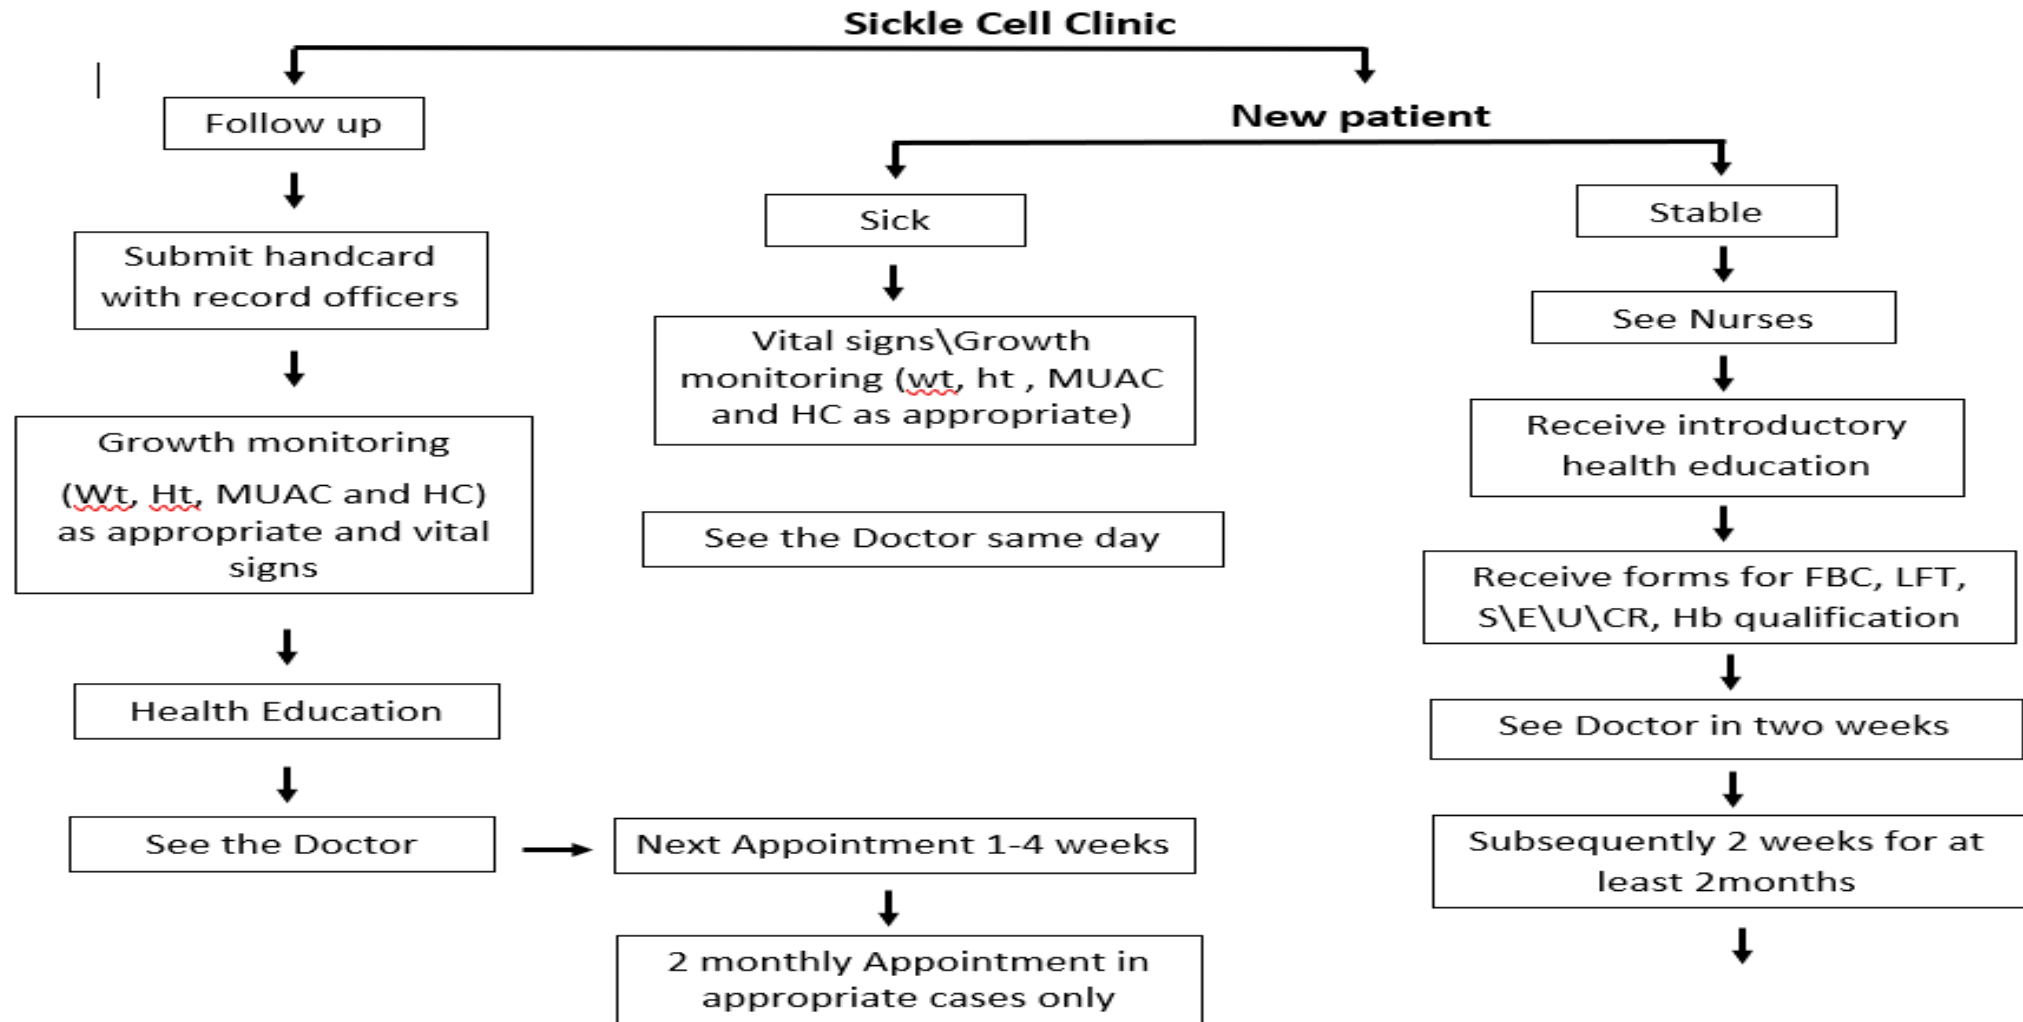 Sickle Cell Clinic
Follow up
Submit handcard
with record officers
Growth monitoring
(Wt, Ht, MUAC and HC)
as appropriate and vital
signs
Health Education
See the Doctor
Next Appointment 1-4 weeks
2 monthly Appointment in
appropriate cases only
New patient
Sick
Vital signs\Growth
monitoring (wt, ht , MUAC
and HC as appropriate)
See the Doctor same day
Stable
See Nurses
Receive introductory
health education
Receive forms for FBC, LFT,
S\E\U\CR, Hb qualification
See Doctor in two weeks
Subsequently 2 weeks for at
least 2months